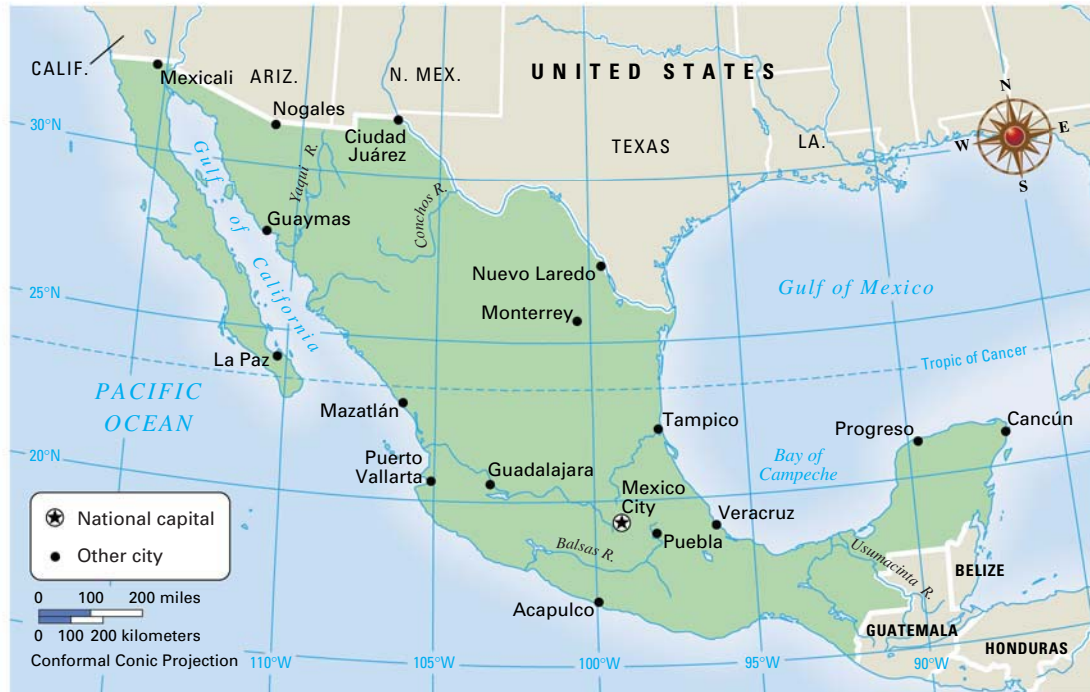 CALIF.
Mexicali
ARIZ.
N. MEX.
UNITED STATES
Nogales
Ciudad
Juárez
TEXAS
LA.
N
E
W
S
30°N
Gulf of California
Yaqui R.
Conchos R.
Guaymas
Nuevo Laredo
Monterrey
Gulf of Mexico
25°N
La Paz
Tropic of Cancer
PACIFIC
OCEAN
Mazatlán
Tampico
Progreso
Cancún
20°N
Puerto
Vallarta
Guadalajara
Mexico
City
Bay of
Campeche
Veracruz
Puebla
Balsas R.
Usumacinta R.
BELIZE
Acapulco
GUATEMALA
HONDURAS
National capital
Other city
0 100 200 miles
0 100 200 kilometers
Conformal Conic Projection
110°W
105°W
100°W
95°W
90°W